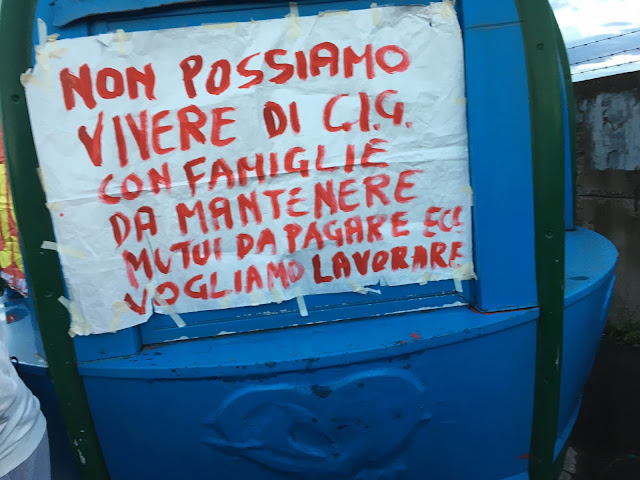 NON POSSIAMO
VIVERE DI C.I.G.
CON FAMIGLIE
DA MANTENERE
MUTUI DA PAGARE ECC
VOGLIAMO LAVORARE